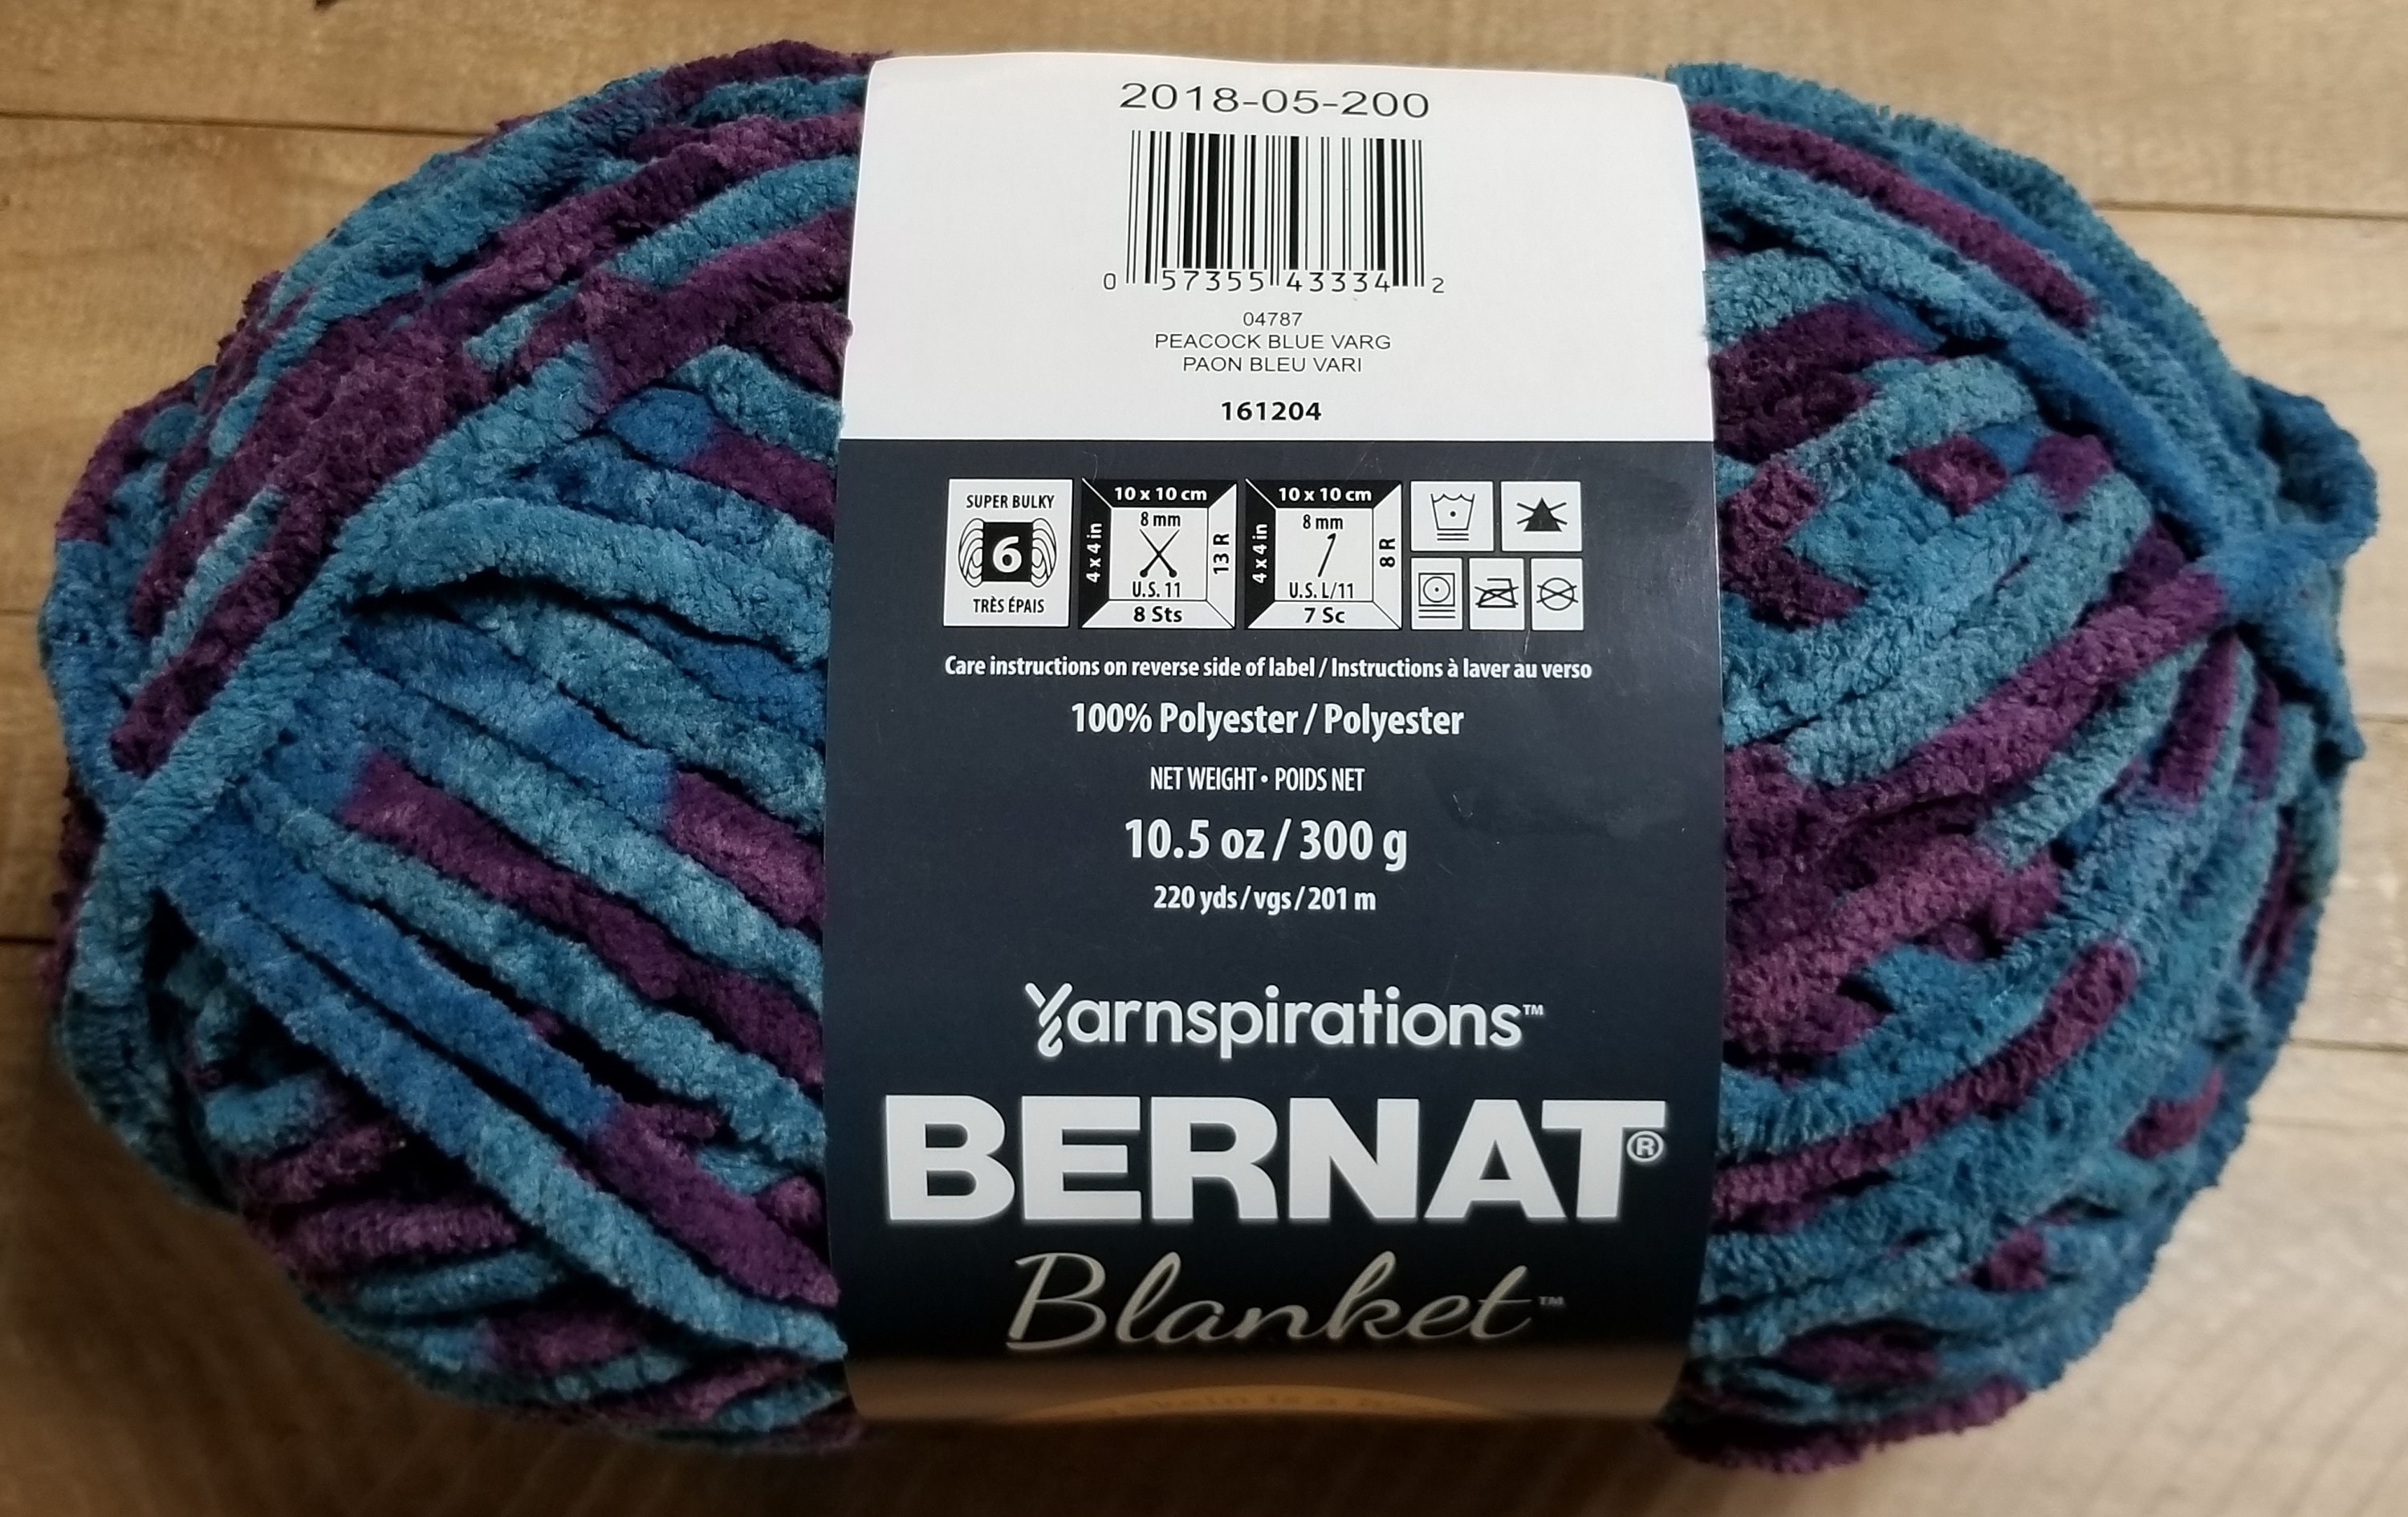 2018-05-200
0 57355 43334 2
04787
PEACOCK BLUE VARG
PAON BLEU VARI
161204
SUPER BULKY
6
TRÈS ÉPAIS
10 x 10 cm
4 x 4 in
8 mm
13 R
U.S. 11
8 Sts
10 x 10 cm
4 x 4 in
8 mm
8 R
U.S. L/11
7 Sc
Care instructions on reverse side of label / Instructions à laver au verso
100% Polyester / Polyester
NET WEIGHT • POIDS NET
10.5 oz / 300 g
220 yds / vgs / 201 m
Yarnspirations™
BERNAT®
Blanket™